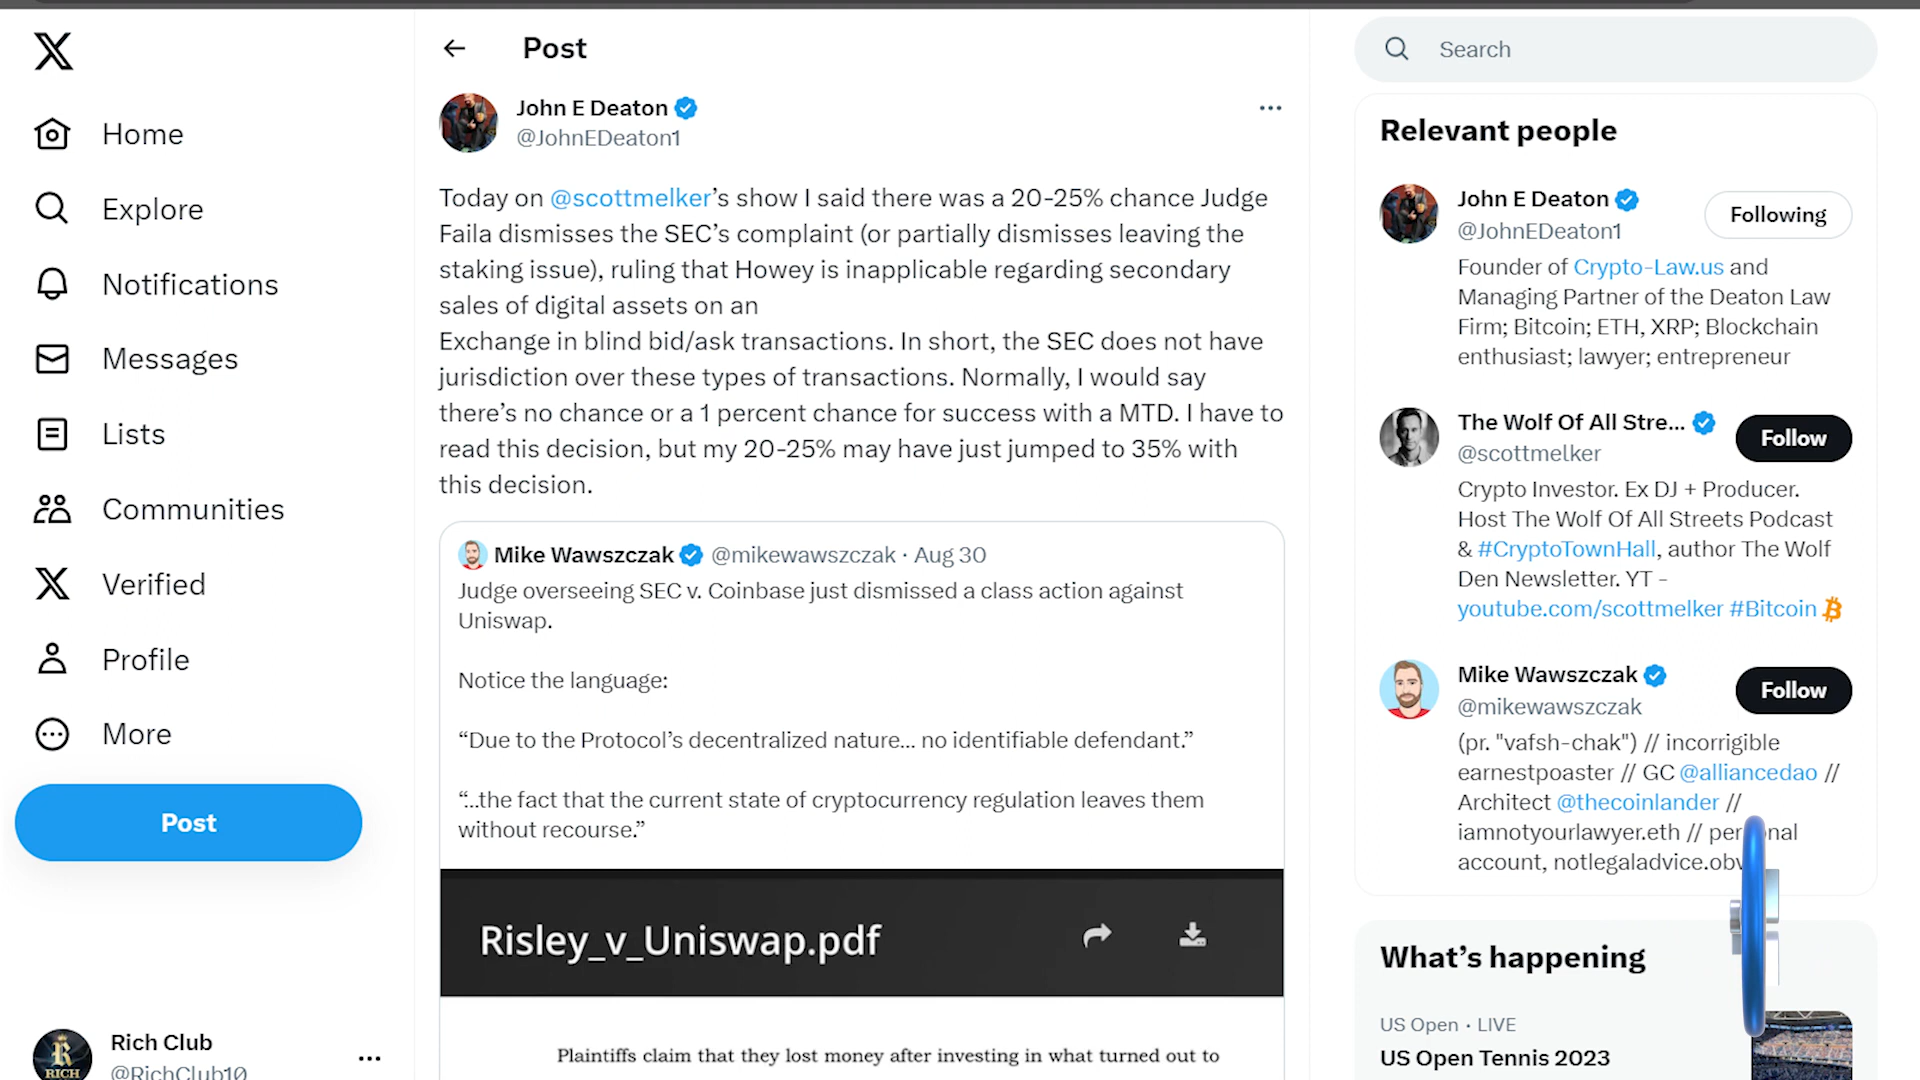 Home
Explore
Notifications
Messages
Lists
Communities
Verified
Profile
More
Post
Rich Club
@RichClub10
RICH
Post
John E Deaton
@JohnEDeaton1
Today on @scottmelker’s show I said there was a 20-25% chance Judge
Faila dismisses the SEC’s complaint (or partially dismisses leaving the
staking issue), ruling that Howey is inapplicable regarding secondary
sales of digital assets on an
Exchange in blind bid/ask transactions. In short, the SEC does not have
jurisdiction over these types of transactions. Normally, I would say
there’s no chance or a 1 percent chance for success with a MTD. I have to
read this decision, but my 20-25% may have just jumped to 35% with
this decision.
Mike Wawszczak @mikewawszczak · Aug 30
Judge overseeing SEC v. Coinbase just dismissed a class action against
Uniswap.
Notice the language:
“Due to the Protocol’s decentralized nature... no identifiable defendant.”
“...the fact that the current state of cryptocurrency regulation leaves them
without recourse.”
Risley_v_Uniswap.pdf
Plaintiffs claim that they lost money after investing in what turned out to
Search
Relevant people
John E Deaton
@JohnEDeaton1
Following
Founder of Crypto-Law.us and
Managing Partner of the Deaton Law
Firm; Bitcoin; ETH, XRP; Blockchain
enthusiast; lawyer; entrepreneur
The Wolf Of All Stre...
@scottmelker
Follow
Crypto Investor. Ex DJ + Producer.
Host The Wolf Of All Streets Podcast
& #CryptoTownHall, author The Wolf
Den Newsletter. YT -
youtube.com/scottmelker #Bitcoin
Mike Wawszczak
@mikewawszczak
Follow
(pr. "vafsh-chak") // incorrigible
earnestpoaster // GC @alliancedao //
Architect @thecoinlander //
iamnotyourlawyer.eth // personal
account, notlegaladvice.obv
What’s happening
US Open · LIVE
US Open Tennis 2023